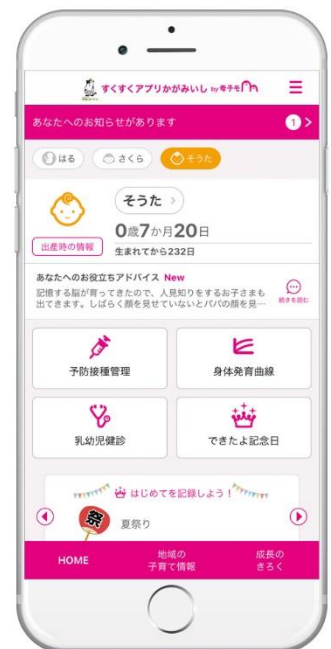 すくすくアプリかがみいし by 母子モ
あなたへのお知らせがあります
1
はる
さくら
そうた
そうた
0歳7か月20日
出産時の情報
生まれてから232日
あなたへのお役立ちアドバイス New
記憶する脳が育ってきたので、人見知りをするお子さまも
出てきます。しばらく顔を見せていないとパパの顔を見…
続きを読む
予防接種管理
身体発育曲線
乳幼児健診
できたよ記念日
はじめてを記録しよう!
祭
夏祭り
HOME
地域の
子育て情報
成長の
きろく